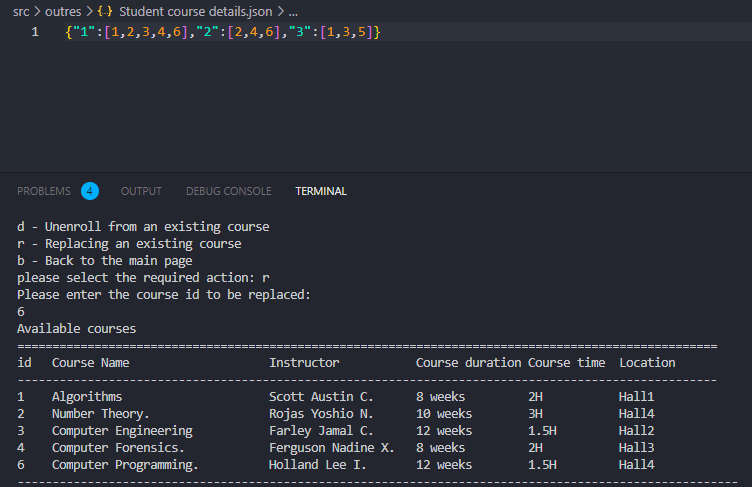 src > outres > {} Student course details.json > ...
1 {"1":[1,2,3,4,6],"2":[2,4,6],"3":[1,3,5]}
PROBLEMS 4 OUTPUT DEBUG CONSOLE TERMINAL
d - Unenroll from an existing course
r - Replacing an existing course
b - Back to the main page
please select the required action: r
Please enter the course id to be replaced:
6
Available courses
====================================================================================================
id Course Name Instructor Course duration Course time Location
----------------------------------------------------------------------------------------------------
1 Algorithms Scott Austin C. 8 weeks 2H Hall1
2 Number Theory. Rojas Yoshio N. 10 weeks 3H Hall4
3 Computer Engineering Farley Jamal C. 12 weeks 1.5H Hall2
4 Computer Forensics. Ferguson Nadine X. 8 weeks 2H Hall3
6 Computer Programming. Holland Lee I. 12 weeks 1.5H Hall4
-------------------------------------------------------------------------------------------------------